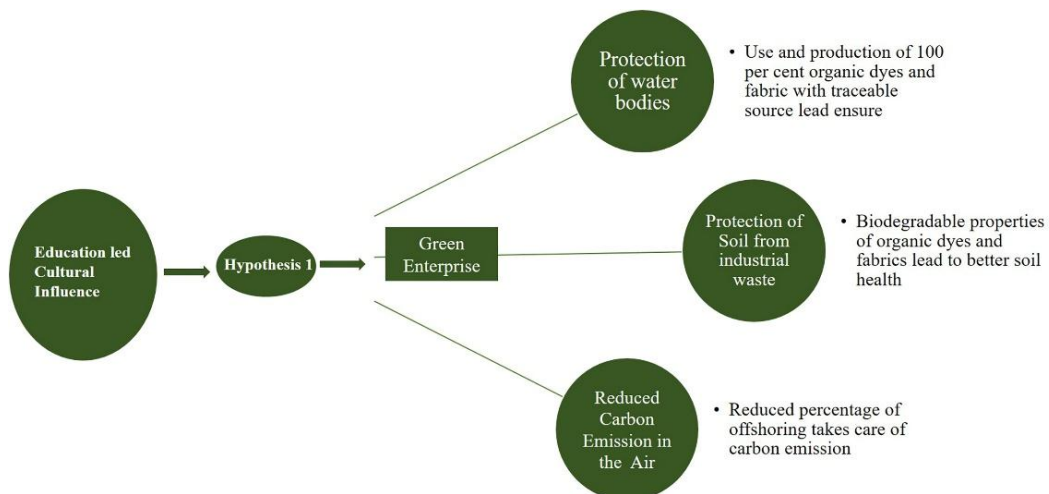 Education led
Cultural
Influence
Hypothesis 1
Green
Enterprise
Protection
of water
bodies
• Use and production of 100
per cent organic dyes and
fabric with traceable
source lead ensure
Protection of
Soil from
industrial
waste
• Biodegradable properties
of organic dyes and
fabrics lead to better soil
health
Reduced
Carbon
Emission in
the Air
• Reduced percentage of
offshoring takes care of
carbon emission